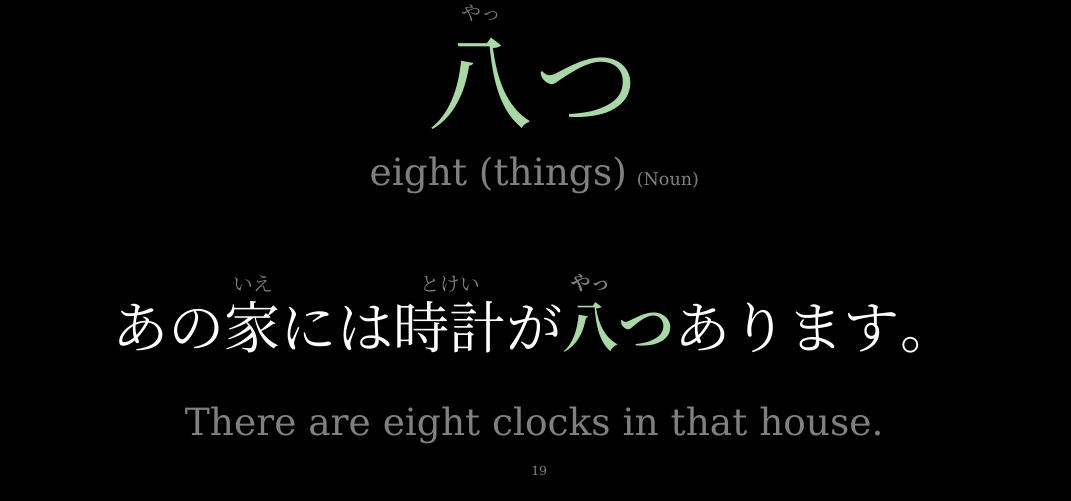 やっ
八つ
eight (things) (Noun)
いえ とけい やっ
あの家には時計が八つあります。
There are eight clocks in that house.
19